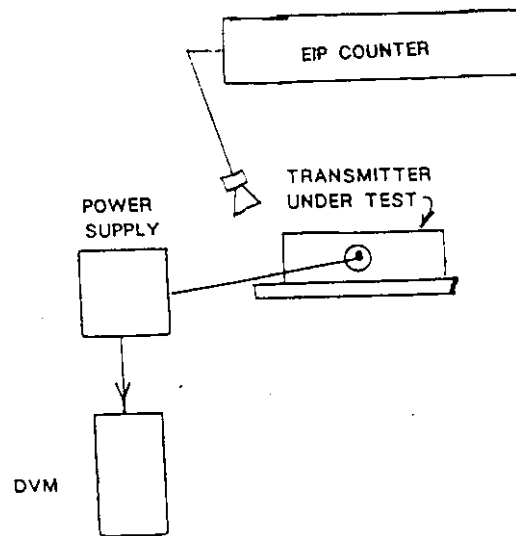 EIP COUNTER
TRANSMITTER
UNDER TEST
POWER
SUPPLY
DVM